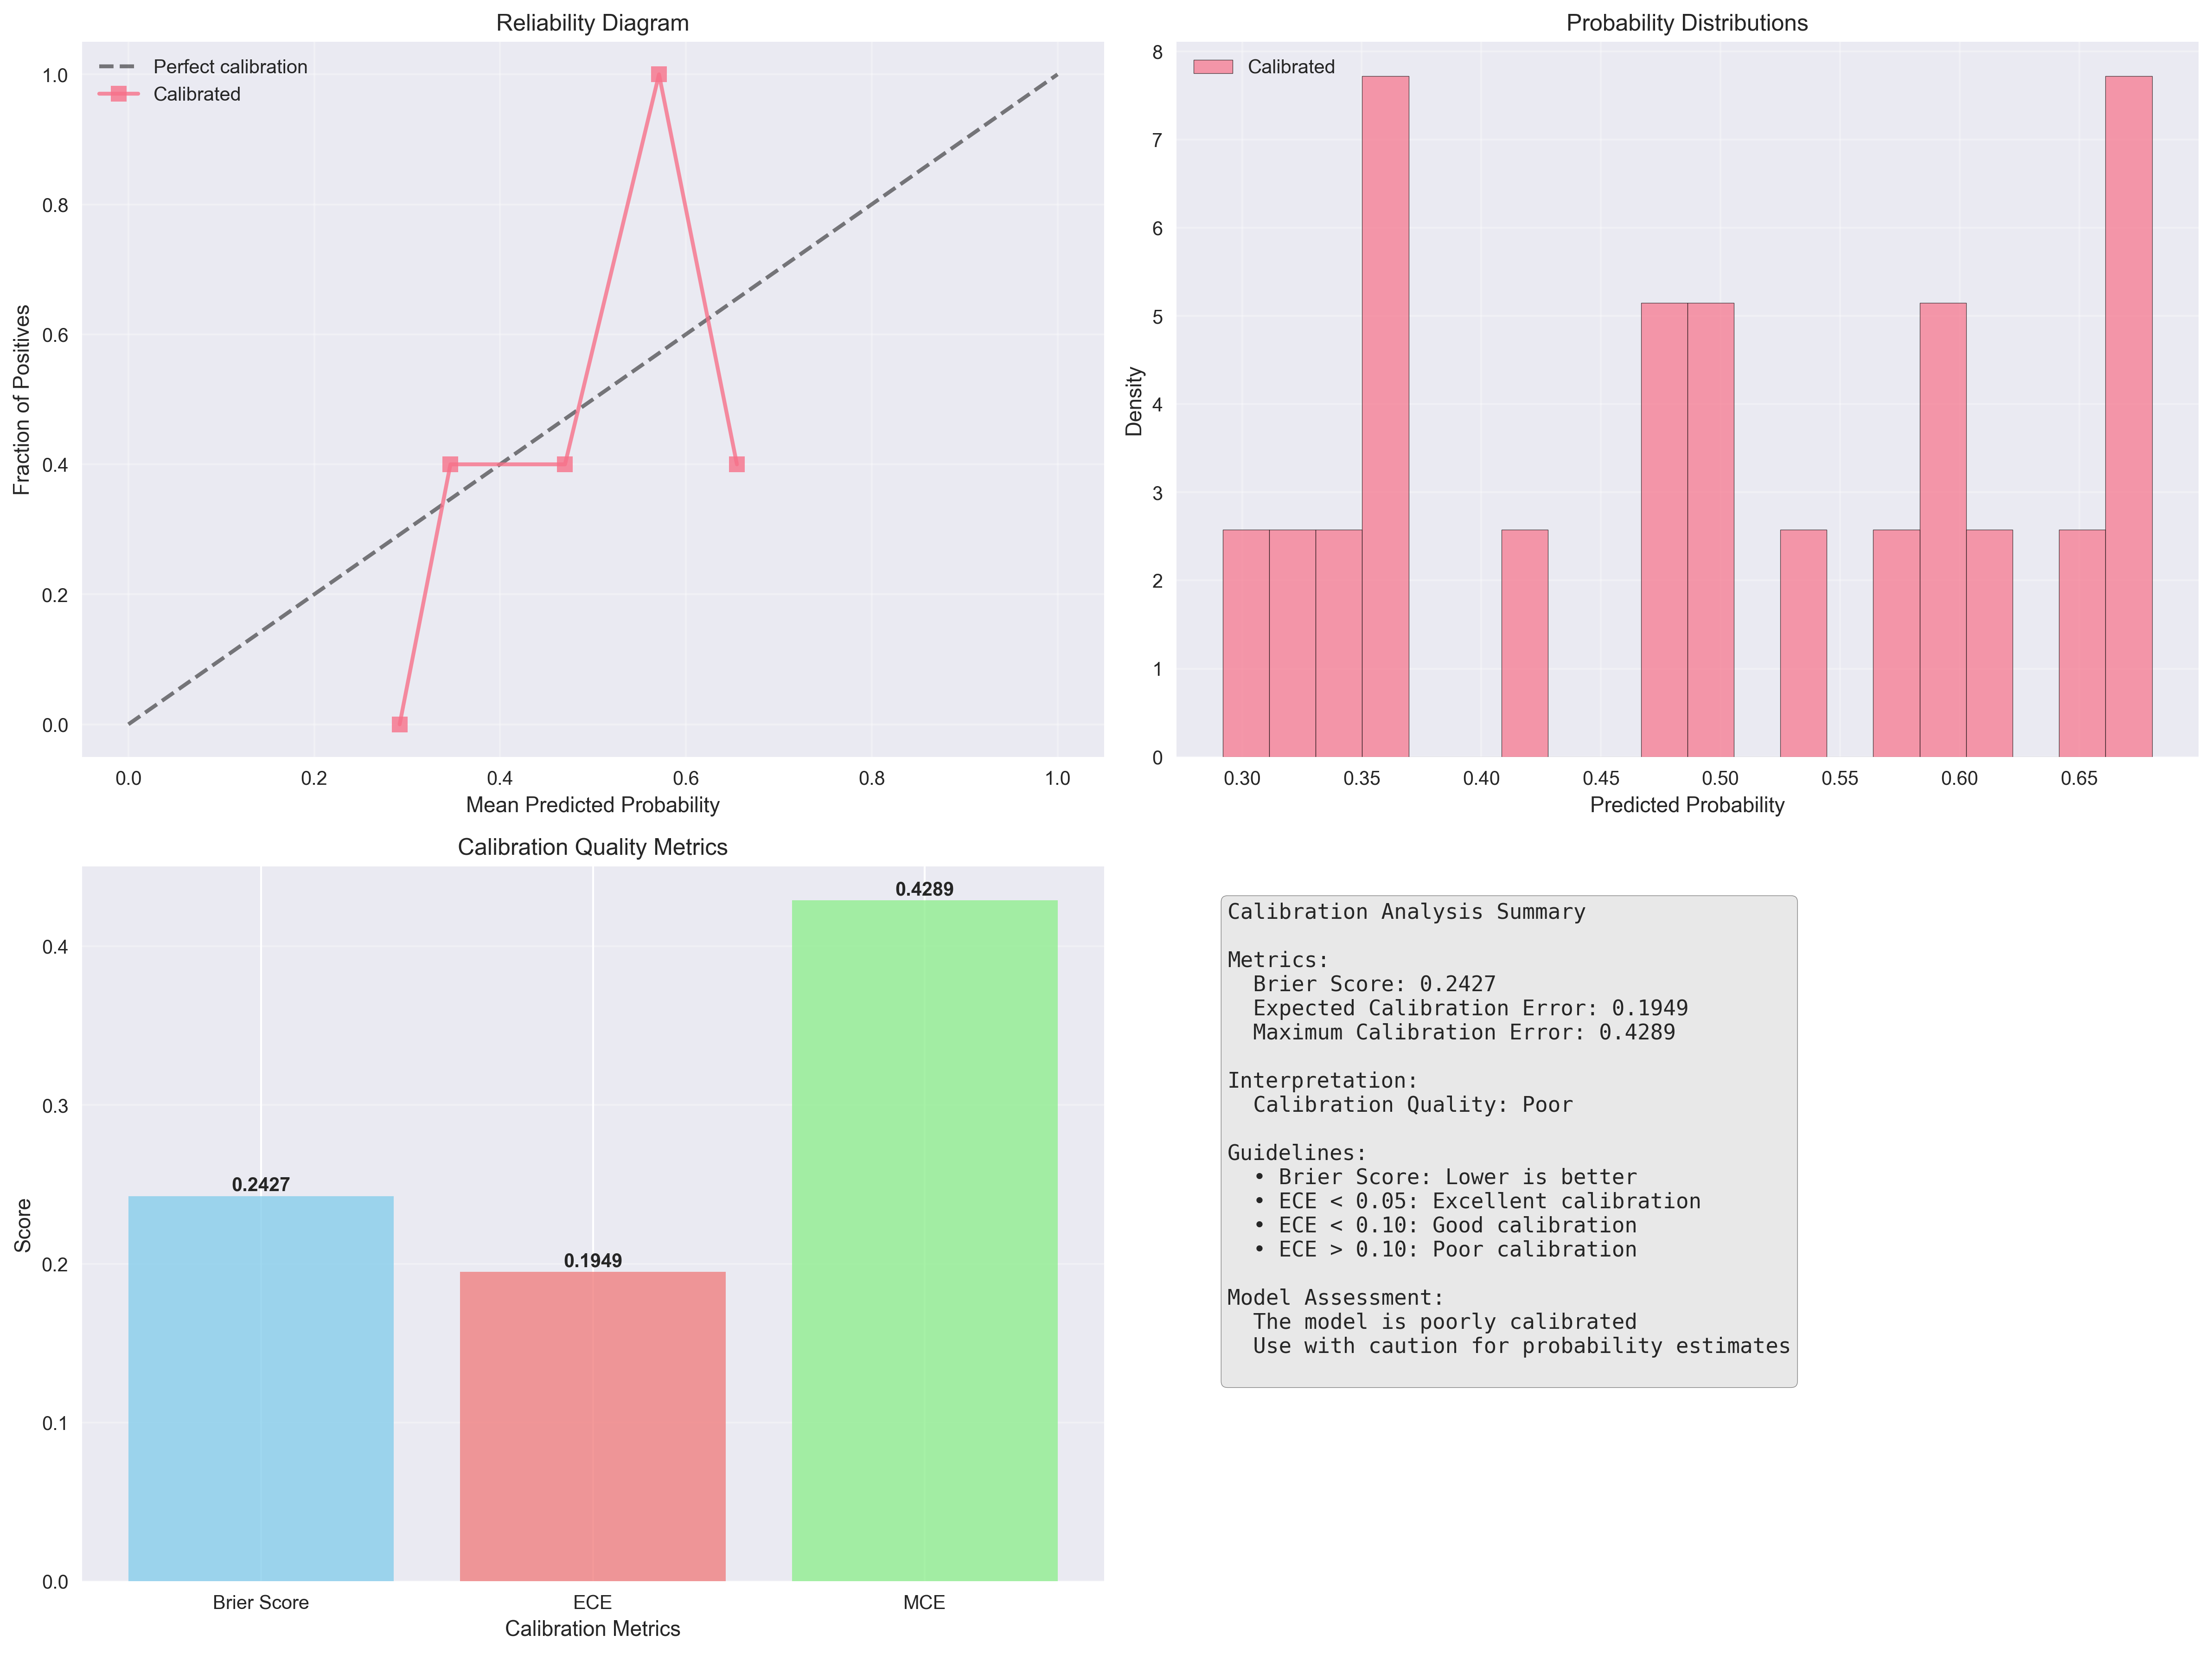 Reliability Diagram
Perfect calibration
Calibrated
1.0
0.8
0.6
0.4
0.2
0.0
Fraction of Positives
0.0 0.2 0.4 0.6 0.8 1.0
Mean Predicted Probability
Probability Distributions
Calibrated
8
7
6
5
4
3
2
1
0
Density
0.30 0.35 0.40 0.45 0.50 0.55 0.60 0.65
Predicted Probability
Calibration Quality Metrics
0.4289
0.2427
0.1949
0.4
0.3
0.2
0.1
0.0
Score
Brier Score ECE MCE
Calibration Metrics
Calibration Analysis Summary
Metrics:
Brier Score: 0.2427
Expected Calibration Error: 0.1949
Maximum Calibration Error: 0.4289
Interpretation:
Calibration Quality: Poor
Guidelines:
• Brier Score: Lower is better
• ECE < 0.05: Excellent calibration
• ECE < 0.10: Good calibration
• ECE > 0.10: Poor calibration
Model Assessment:
The model is poorly calibrated
Use with caution for probability estimates